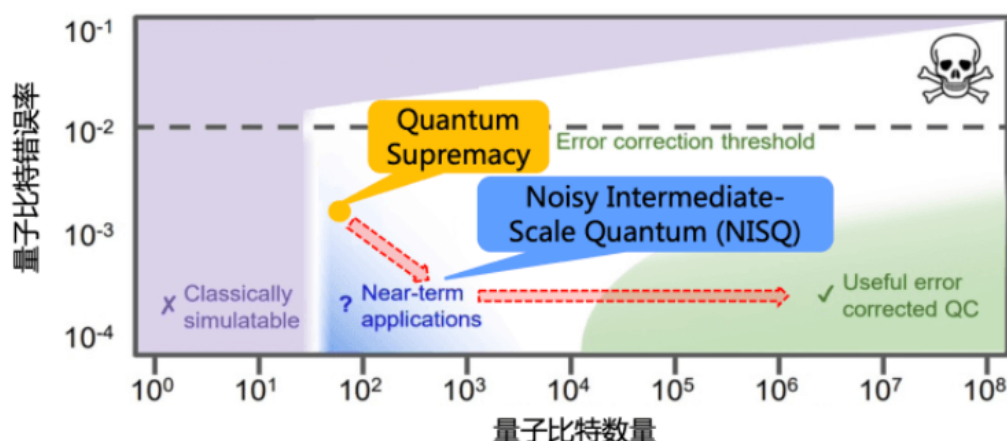 10⁻¹
10⁻²
10⁻³
10⁻⁴
量子比特错误率
Quantum
Supremacy
Error correction threshold
Noisy Intermediate-
Scale Quantum (NISQ)
✗ Classically
simulatable
? Near-term
applications
✓ Useful error
corrected QC
10⁰ 10¹ 10² 10³ 10⁴ 10⁵ 10⁶ 10⁷ 10⁸
量子比特数量